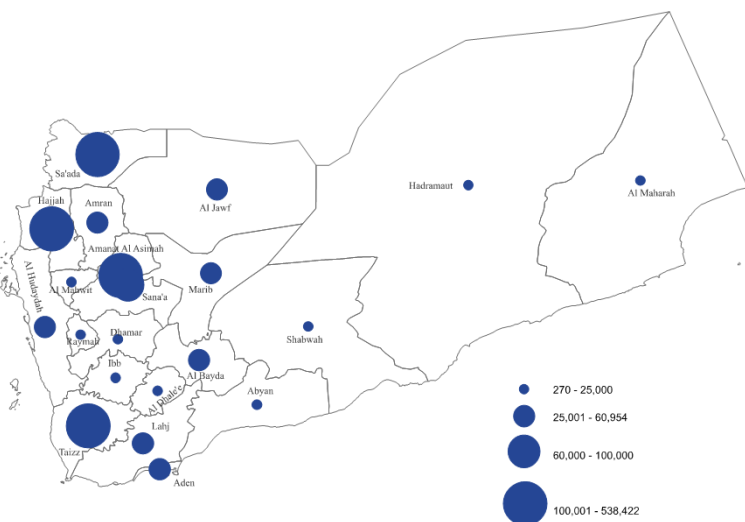 Sa'ada
Hajjah
Amran
Al Jawf
Hadramaut
Al Maharah
Amanat Al Asimah
Al Hudaydah
Al Mahwit
Sana'a
Marib
Raymah
Dhamar
Shabwah
Ibb
Al Bayda
Al Dhale'e
Abyan
Taizz
Lahj
Aden
270 - 25,000
25,001 - 60,954
60,000 - 100,000
100,001 - 538,422